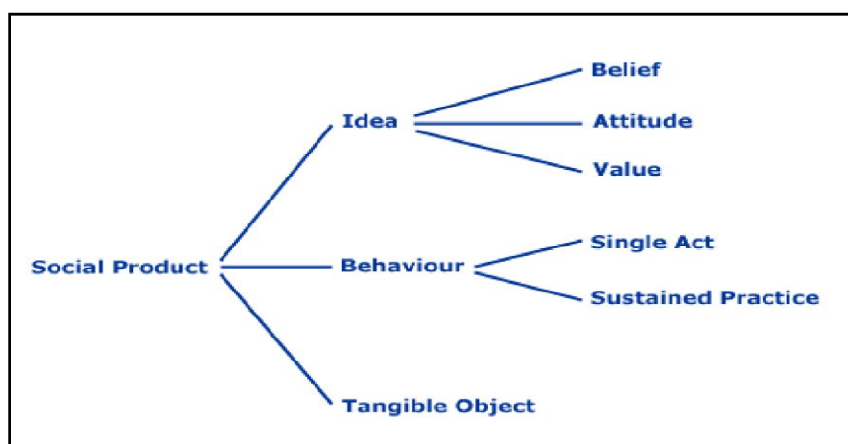 Belief
Idea
Attitude
Value
Single Act
Social Product
Behaviour
Sustained Practice
Tangible Object